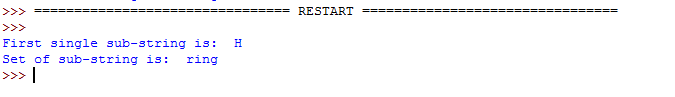 >>> ================================ RESTART ================================
>>>
First single sub-string is:  H
Set of sub-string is:  ring
>>>